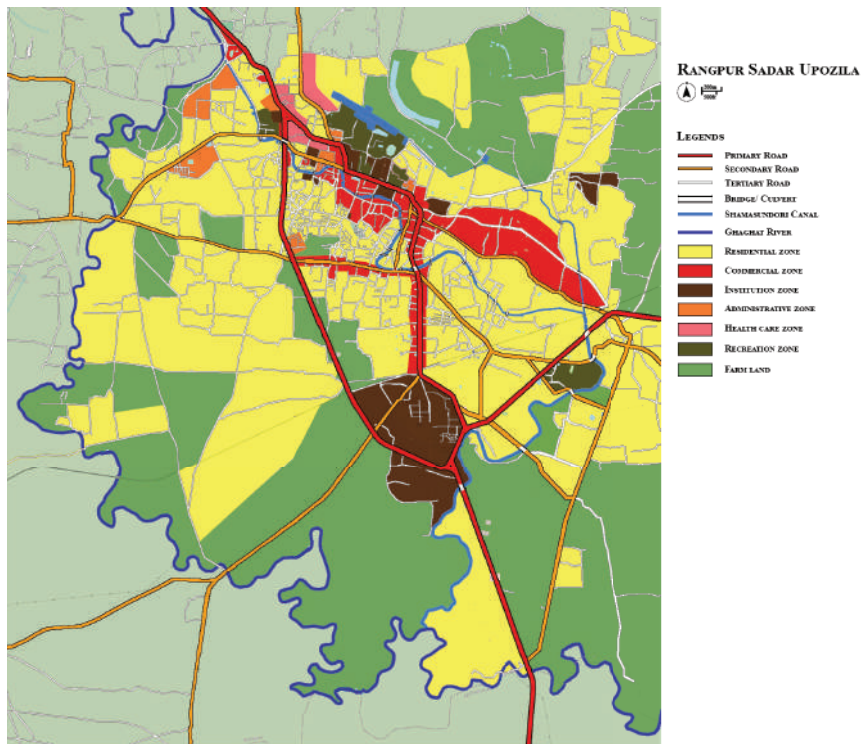 RANGPUR SADAR UPOZILA
LEGENDS
PRIMARY ROAD
SECONDARY ROAD
TERTIARY ROAD
BRIDGE/ CULVERT
SHAMASUNDORI CANAL
GHAGHAT RIVER
RESIDENTIAL ZONE
COMMERCIAL ZONE
INSTITUTION ZONE
ADMINISTRATIVE ZONE
HEALTH CARE ZONE
RECREATION ZONE
FARM LAND